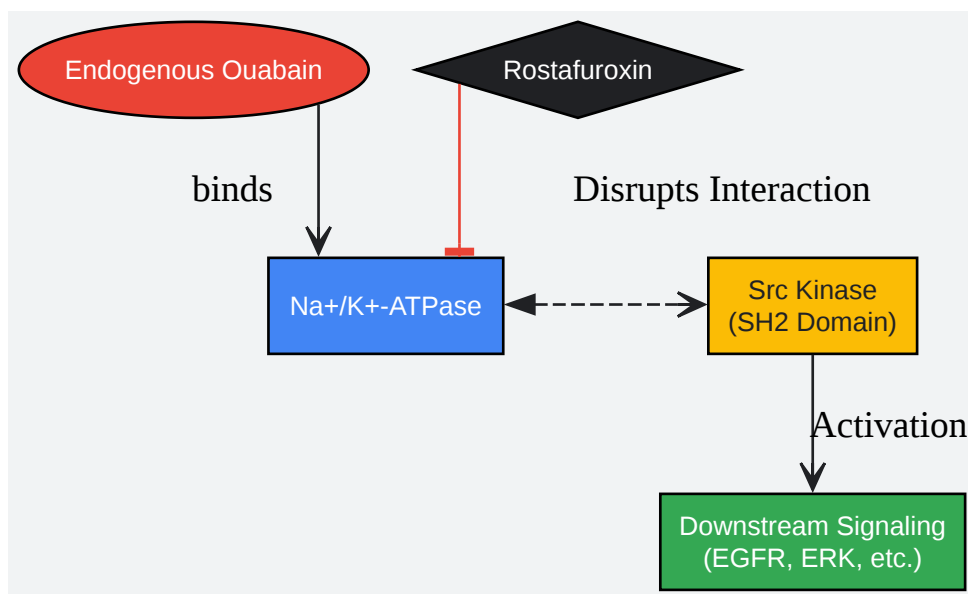 Endogenous Ouabain
Rostafuroxin
binds
Disrupts Interaction
Na+/K+-ATPase
Src Kinase
(SH2 Domain)
Activation
Downstream Signaling
(EGFR, ERK, etc.)